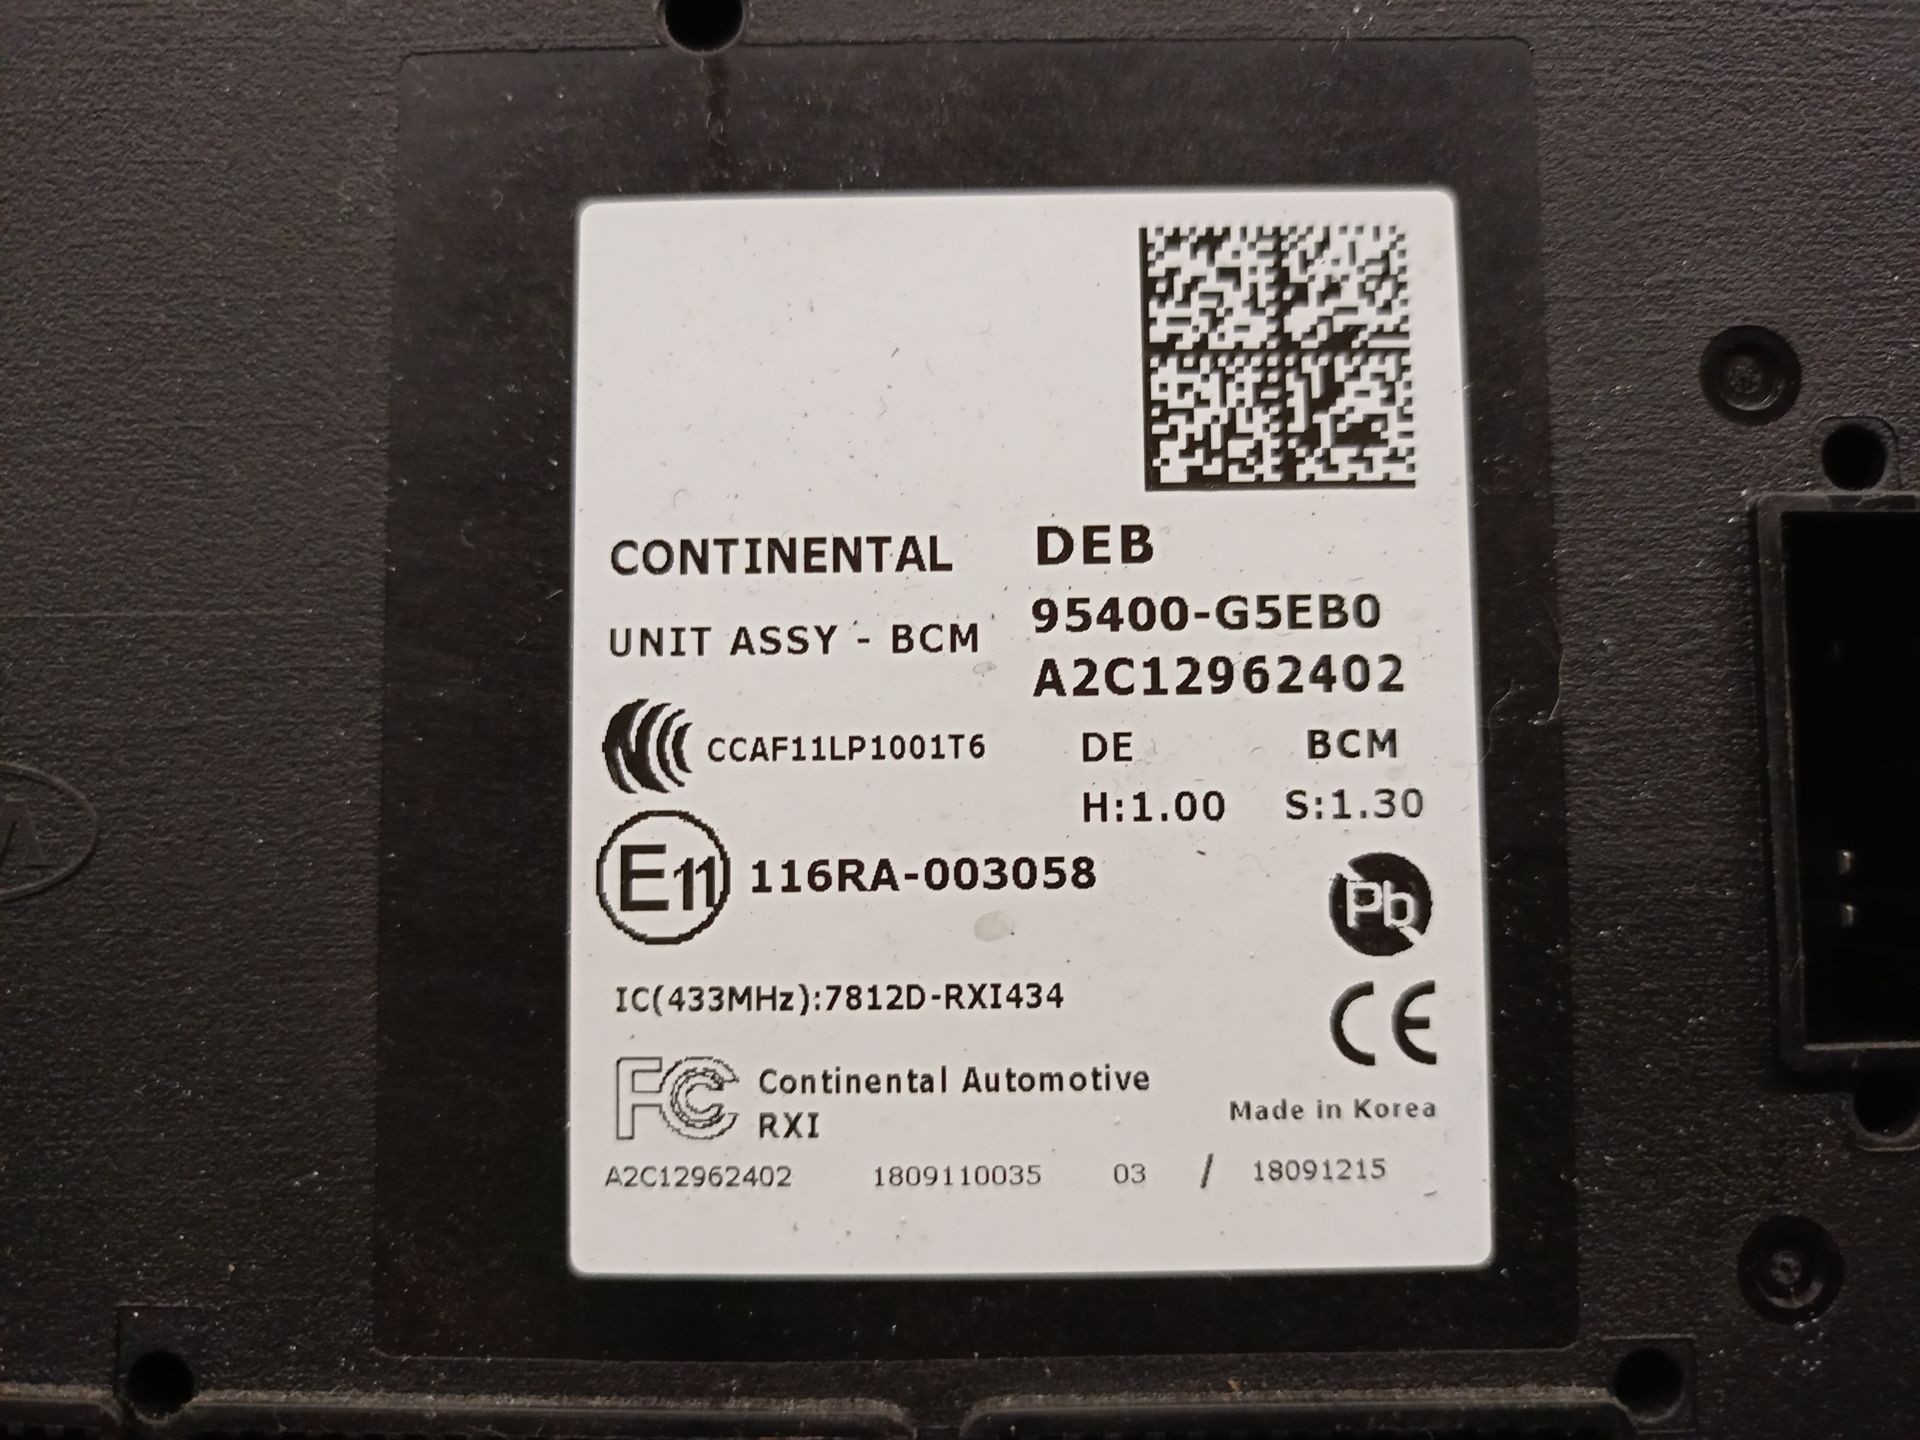 CONTINENTAL DEB
UNIT ASSY - BCM 95400-G5EB0
A2C12962402
CCAF11LP1001T6 DE BCM
H:1.00 S:1.30
E11 116RA-003058
Pb
IC(433MHz):7812D-RXI434
CE
FC Continental Automotive
RXI
Made in Korea
A2C12962402 1809110035 03 / 18091215